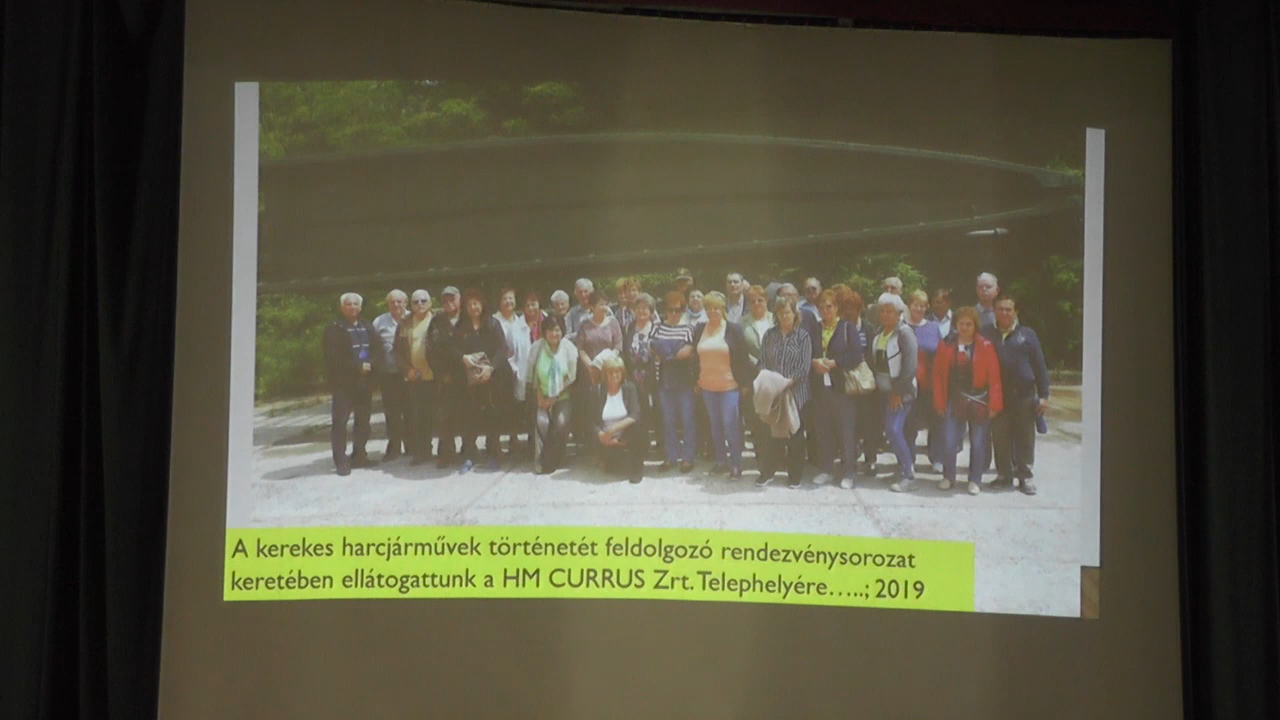 A kerekes harcjárművek történetét feldolgozó rendezvénysorozat
keretében ellátogattunk a HM CURRUS Zrt. Telephelyére…..; 2019